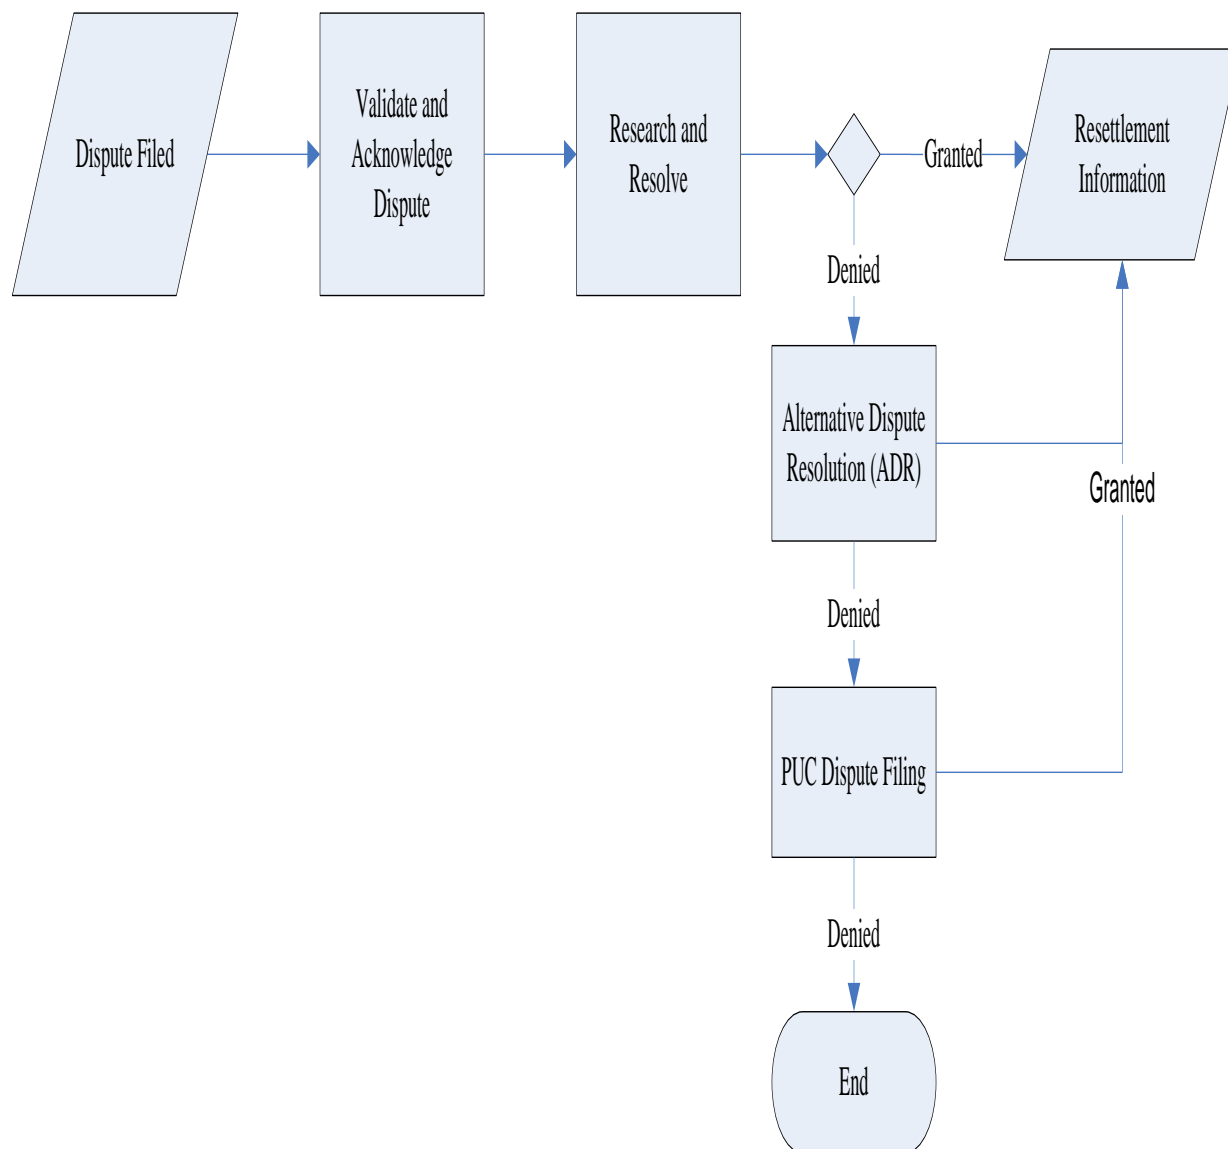 Dispute Filed
Validate and
Acknowledge
Dispute
Research and
Resolve
Granted
Resettlement
Information
Denied
Alternative Dispute
Resolution (ADR)
Granted
Denied
PUC Dispute Filing
Denied
End